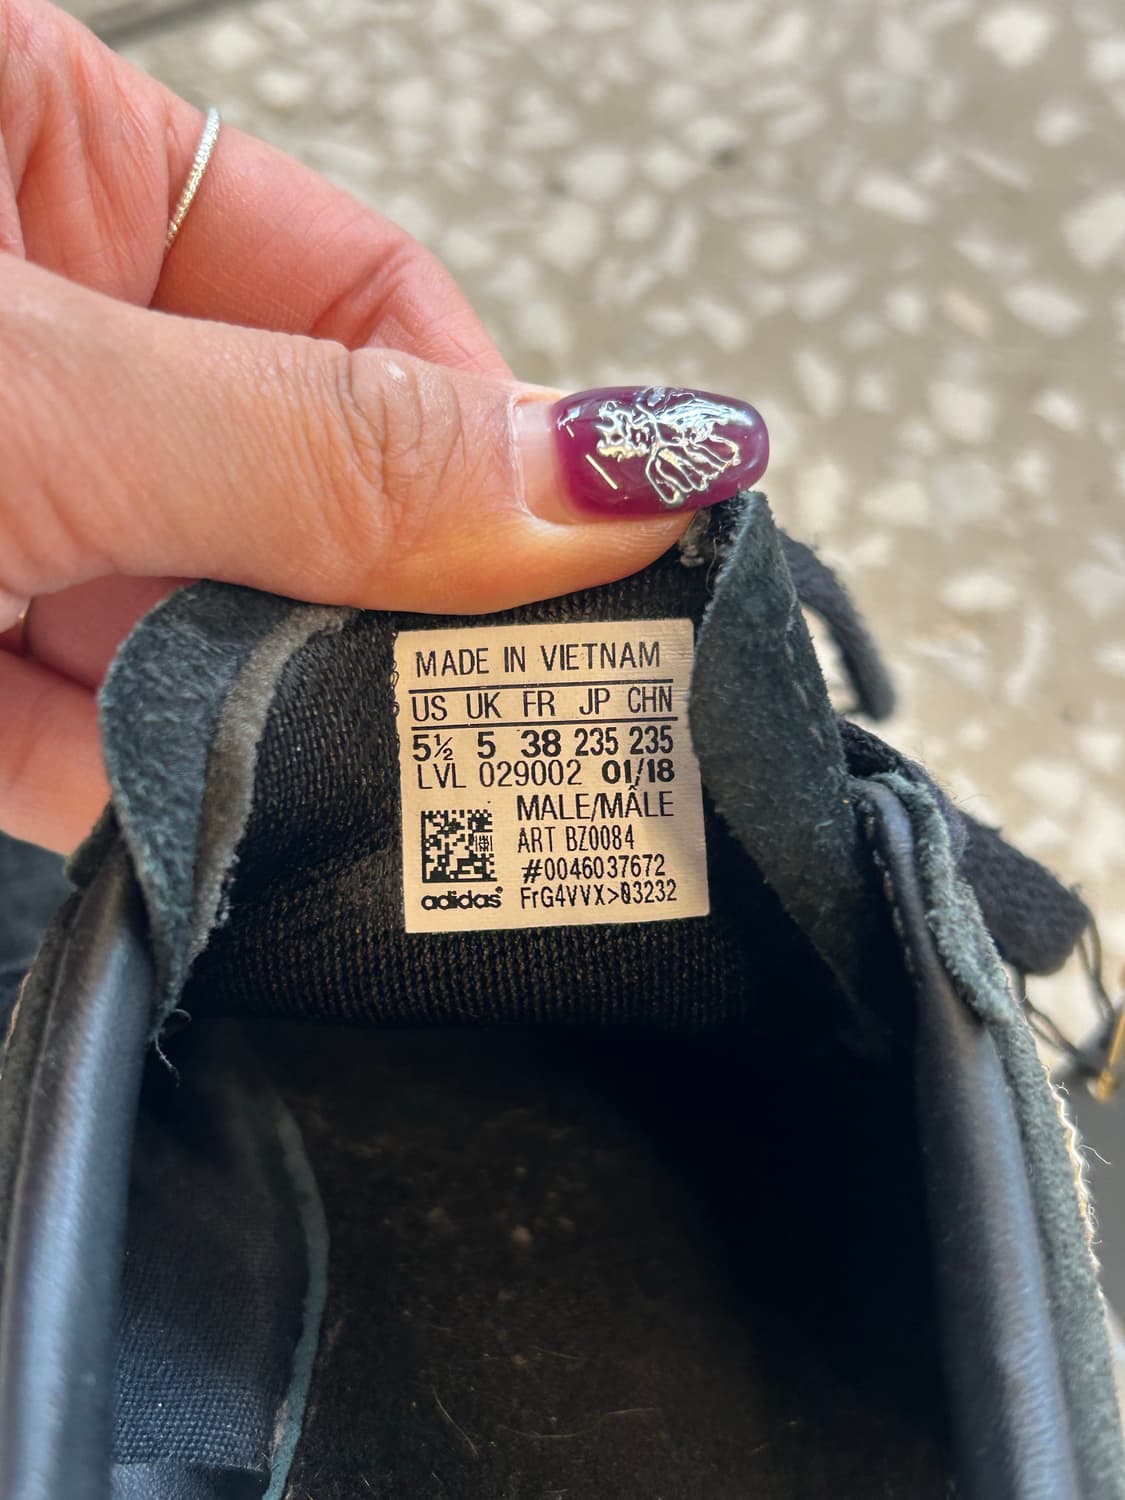 MADE IN VIETNAM
US UK FR JP CHN
5½ 5 38 235 235
LVL 029002 01/18
MALE/MÂLE
ART BZ0084
#0046037672
adidas® FrG4VVX>03232